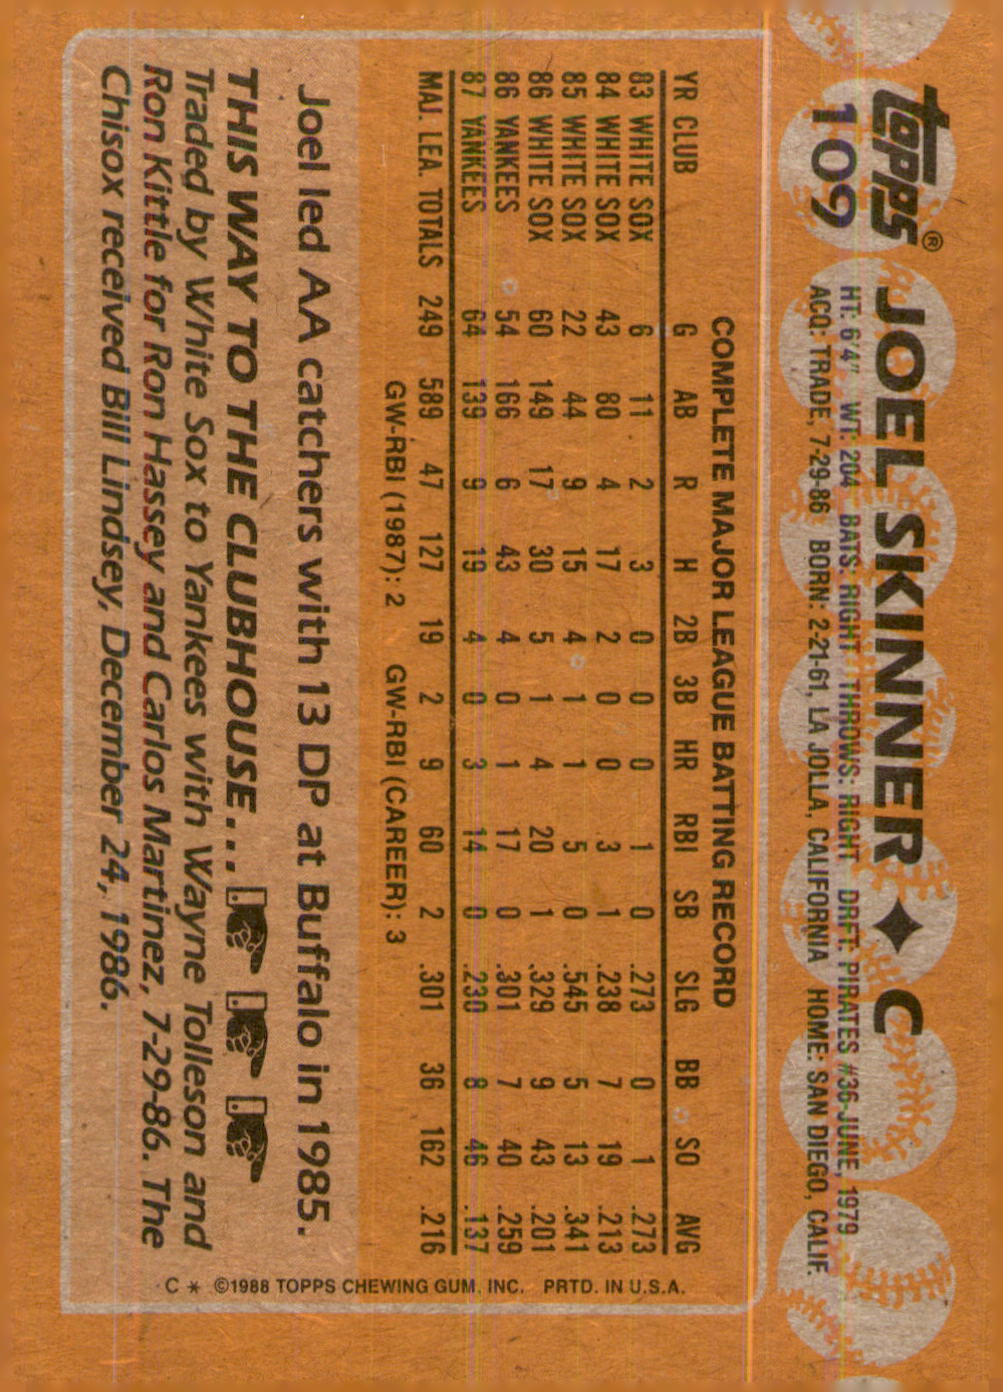 topps®
109
JOEL SKINNER ♦ C
HT: 6'4" WT: 204 BATS: RIGHT THROWS: RIGHT DRFT: PIRATES #36-JUNE, 1979
ACQ: TRADE, 7-29-86 BORN: 2-21-61, LA JOLLA, CALIFORNIA HOME: SAN DIEGO, CALIF.
COMPLETE MAJOR LEAGUE BATTING RECORD
YR CLUB G AB R H 2B 3B HR RBI SB SLG BB SO AVG
83 WHITE SOX 6 11 2 3 0 0 0 1 0 .273 0 1 .273
84 WHITE SOX 43 80 4 17 2 0 0 3 1 .238 7 19 .213
85 WHITE SOX 22 44 9 15 4 1 1 5 0 .545 5 13 .341
86 WHITE SOX 60 149 17 30 5 1 4 20 1 .329 9 43 .201
86 YANKEES 54 166 6 43 4 0 1 17 0 .301 7 40 .259
87 YANKEES 64 139 9 19 4 0 3 14 0 .230 8 46 .137
MAJ. LEA. TOTALS 249 589 47 127 19 2 9 60 2 .301 36 162 .216
GW-RBI (1987): 2 GW-RBI (CAREER): 3
Joel led AA catchers with 13 DP at Buffalo in 1985.
THIS WAY TO THE CLUBHOUSE...
Traded by White Sox to Yankees with Wayne Tolleson and
Ron Kittle for Ron Hassey and Carlos Martinez, 7-29-86. The
Chisox received Bill Lindsey, December 24, 1986.
C * ©1988 TOPPS CHEWING GUM, INC. PRTD. IN U.S.A.